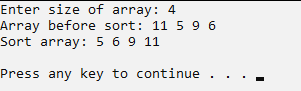 Enter size of array: 4
Array before sort: 11 5 9 6
Sort array: 5 6 9 11
Press any key to continue . . .